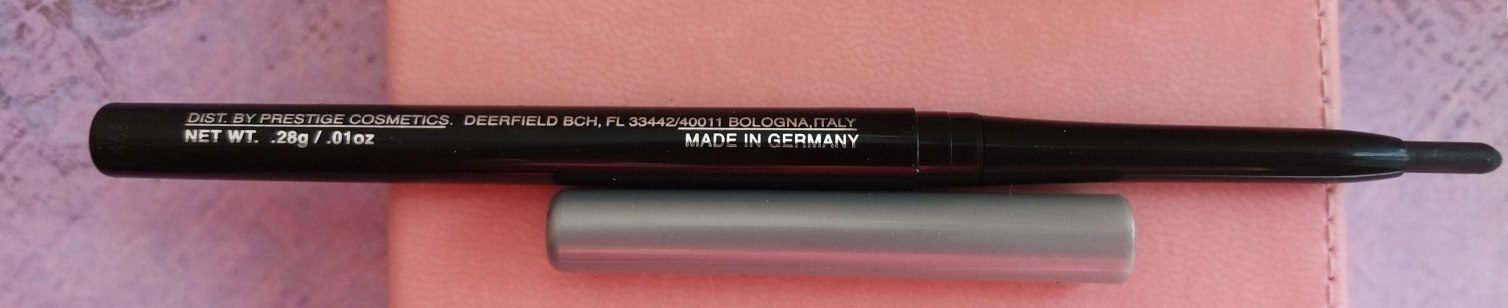 DIST. BY PRESTIGE COSMETICS. DEERFIELD BCH, FL 33442/40011 BOLOGNA,ITALY
NET WT. .28g / .01oz MADE IN GERMANY